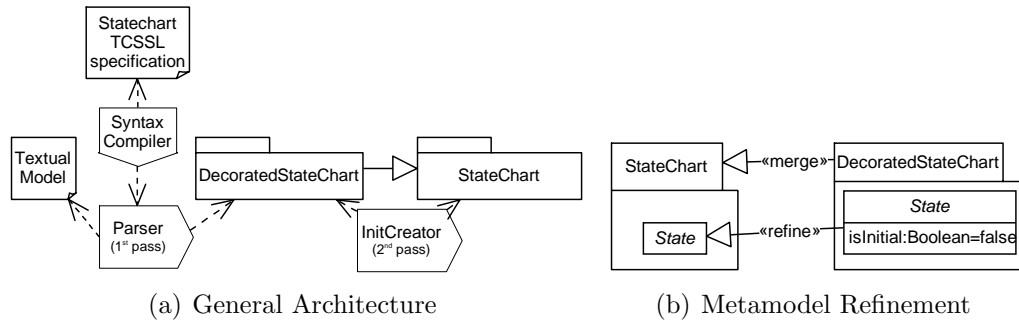 Statechart
TCSSL
specification
Syntax
Compiler
Textual
Model
Parser
(1st pass)
DecoratedStateChart
StateChart
InitCreator
(2nd pass)
(a) General Architecture
StateChart
«merge»
DecoratedStateChart
State
«refine»
State
isInitial:Boolean=false
(b) Metamodel Refinement